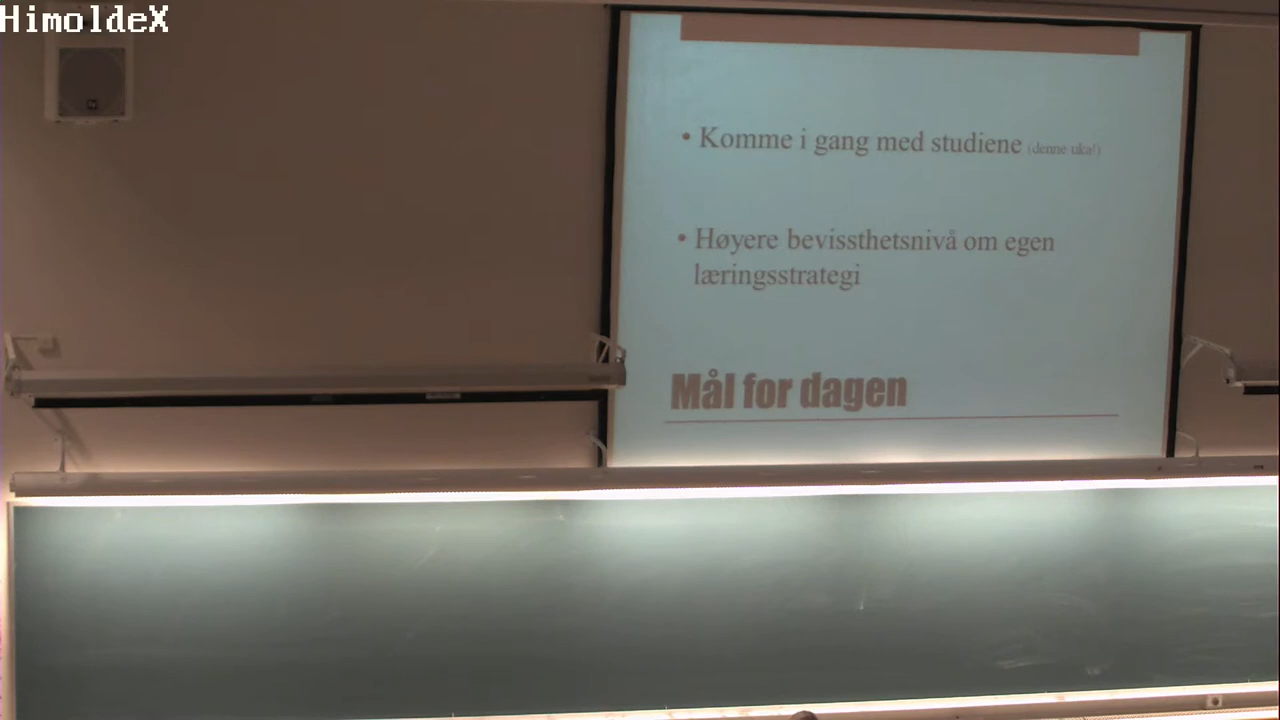 HimoldeX
• Komme i gang med studiene (denne uka!)
• Høyere bevissthetsnivå om egen
læringsstrategi
Mål for dagen